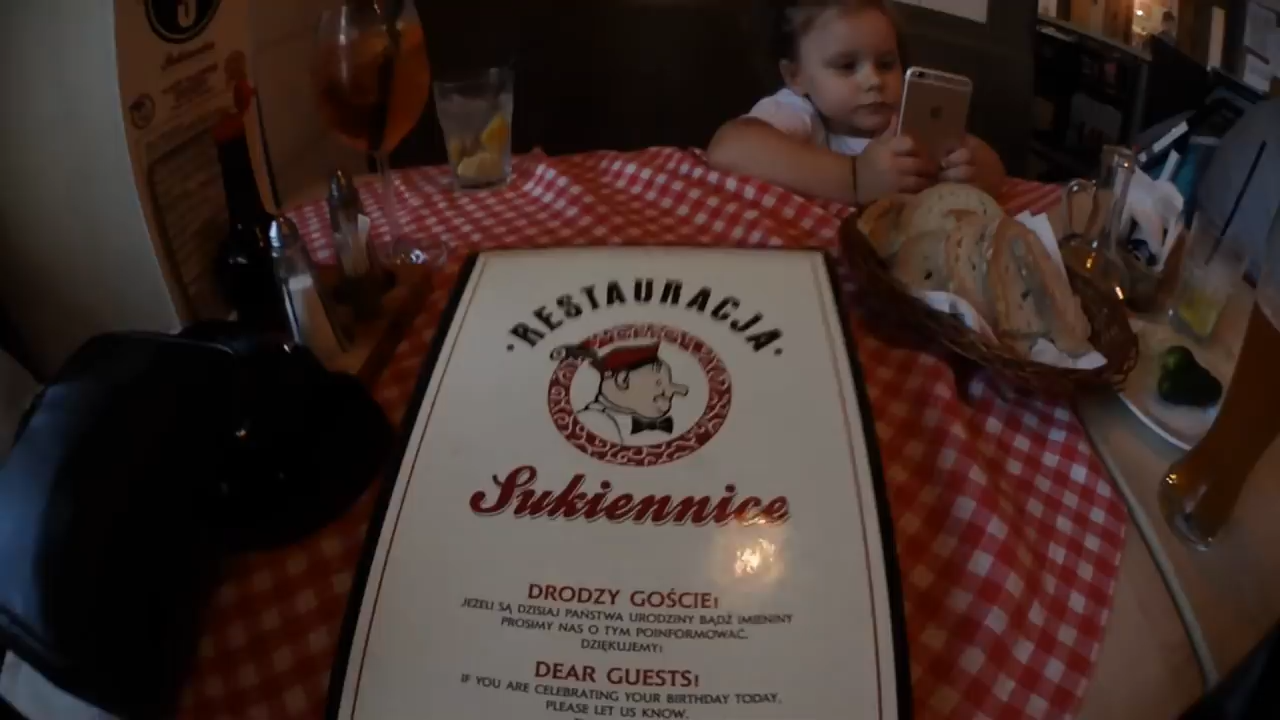 RESTAURACJA
Sukiennice
DRODZY GOŚCIE!
JEŻELI SĄ DZISIAJ PAŃSTWA URODZINY BĄDŹ IMIENINY
PROSIMY NAS O TYM POINFORMOWAĆ.
DZIĘKUJEMY!
DEAR GUESTS!
IF YOU ARE CELEBRATING YOUR BIRTHDAY TODAY,
PLEASE LET US KNOW.